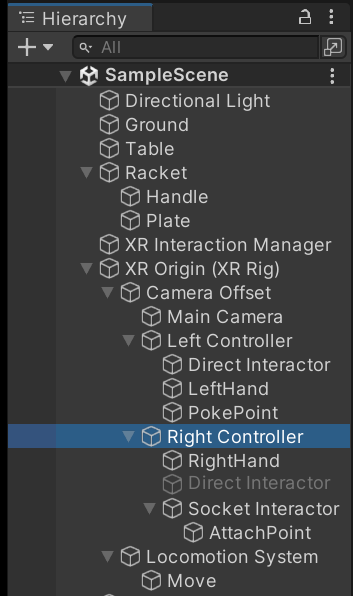 Hierarchy
All
SampleScene
Directional Light
Ground
Table
Racket
Handle
Plate
XR Interaction Manager
XR Origin (XR Rig)
Camera Offset
Main Camera
Left Controller
Direct Interactor
LeftHand
PokePoint
Right Controller
RightHand
Direct Interactor
Socket Interactor
AttachPoint
Locomotion System
Move